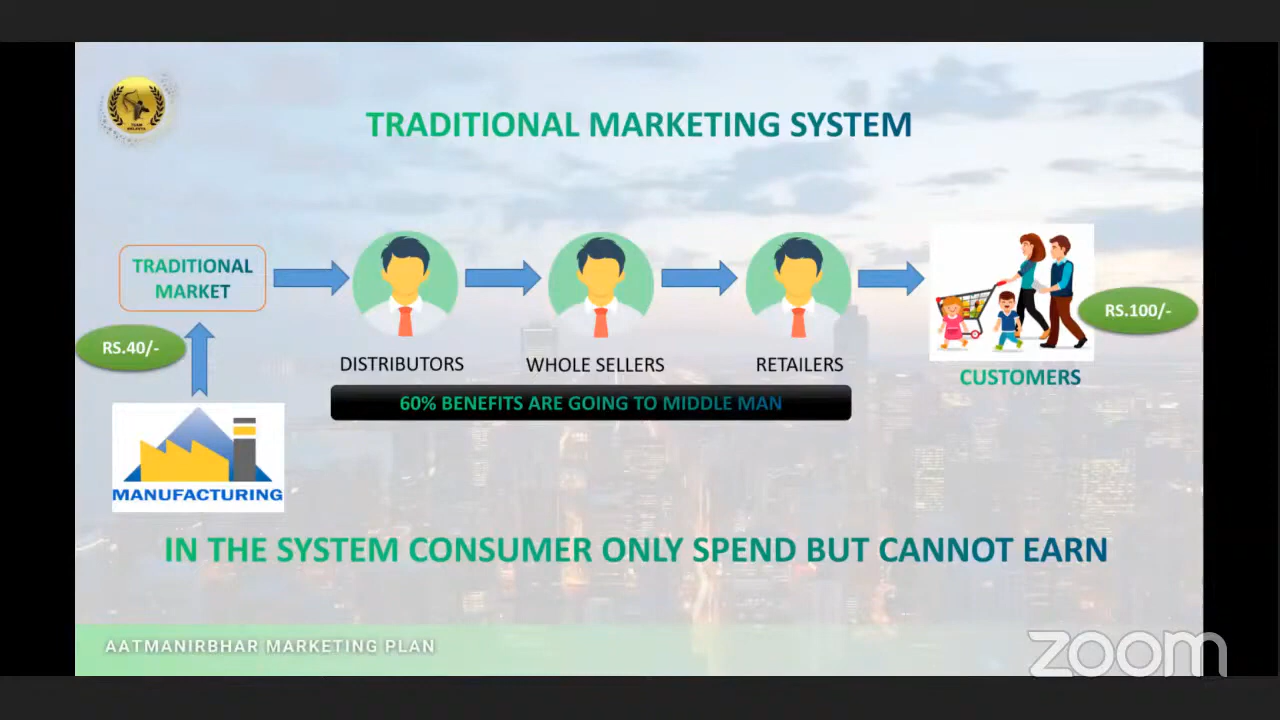 TRADITIONAL MARKETING SYSTEM
TRADITIONAL
MARKET
RS.40/-
RS.100/-
DISTRIBUTORS
WHOLE SELLERS
RETAILERS
CUSTOMERS
60% BENEFITS ARE GOING TO MIDDLE MAN
MANUFACTURING
IN THE SYSTEM CONSUMER ONLY SPEND BUT CANNOT EARN
AATMANIRBHAR MARKETING PLAN
zoom